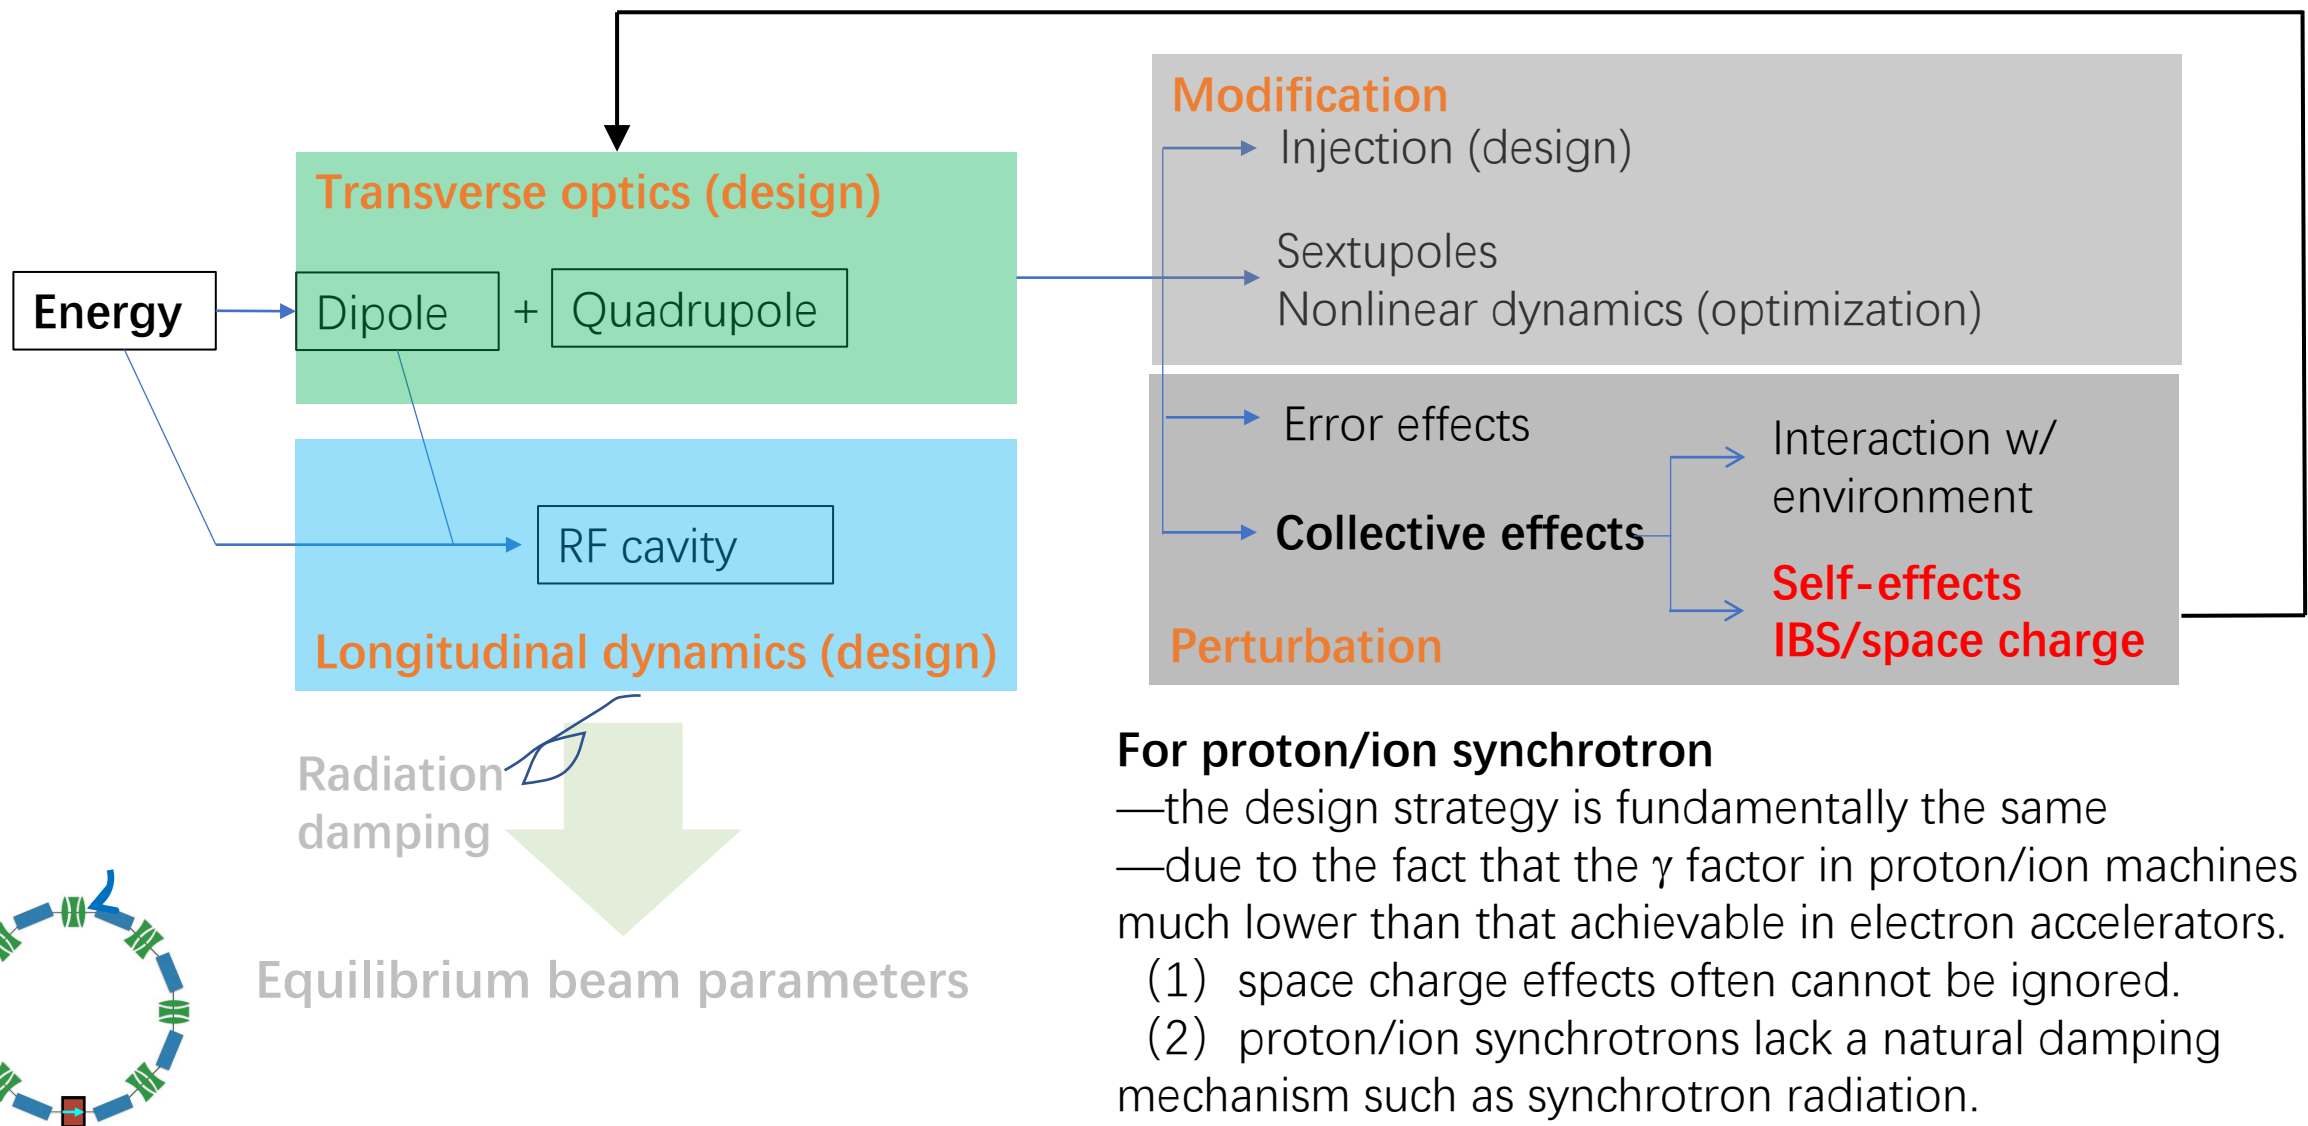 Transverse optics (design)
Energy
Dipole + Quadrupole
RF cavity
Longitudinal dynamics (design)
Radiation
damping
Equilibrium beam parameters
Modification
Injection (design)
Sextupoles
Nonlinear dynamics (optimization)
Error effects
Collective effects
Interaction w/
environment
Self-effects
IBS/space charge
Perturbation
For proton/ion synchrotron
—the design strategy is fundamentally the same
—due to the fact that the γ factor in proton/ion machines
much lower than that achievable in electron accelerators.
(1) space charge effects often cannot be ignored.
(2) proton/ion synchrotrons lack a natural damping
mechanism such as synchrotron radiation.